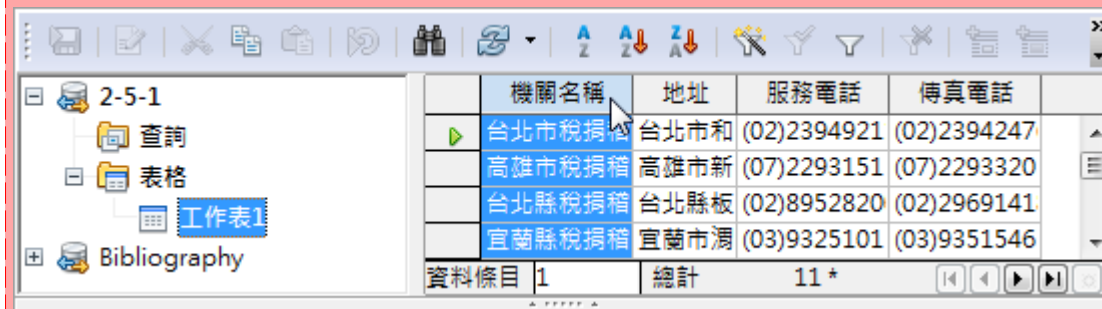 2-5-1
查詢
表格
工作表1
Bibliography
機關名稱 地址 服務電話 傳真電話
台北市稅捐稽 台北市和 (02)2394921 (02)2394247
高雄市稅捐稽 高雄市新 (07)2293151 (07)2293320
台北縣稅捐稽 台北縣板 (02)8952820 (02)2969141
宜蘭縣稅捐稽 宜蘭市 (03)9325101 (03)9351546
資料條目 1 總計 11 *